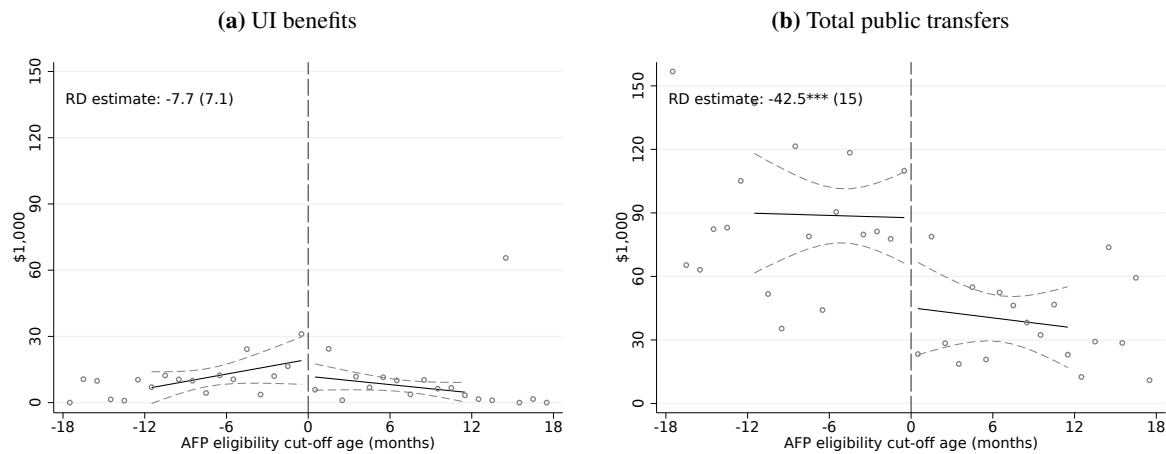 (a) UI benefits
150
120
90
60
30
0
$1,000
RD estimate: -7.7 (7.1)
-18 -12 -6 0 6 12 18
AFP eligibility cut-off age (months)
(b) Total public transfers
150
120
90
60
30
0
$1,000
RD estimate: -42.5*** (15)
-18 -12 -6 0 6 12 18
AFP eligibility cut-off age (months)